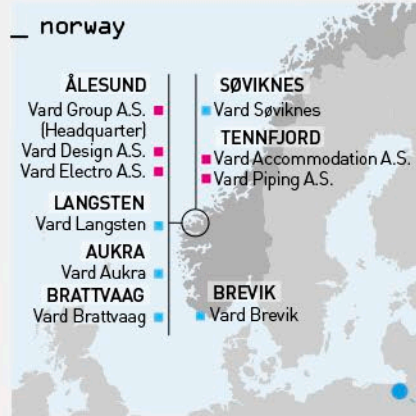 _ norway
ÅLESUND
Vard Group A.S.
(Headquarter)
Vard Design A.S.
Vard Electro A.S.
LANGSTEN
Vard Langsten
AUKRA
Vard Aukra
BRATTVAAG
Vard Brattvaag
SØVIKNES
Vard Søviknes
TENNFJORD
Vard Accommodation A.S.
Vard Piping A.S.
BREVIK
Vard Brevik